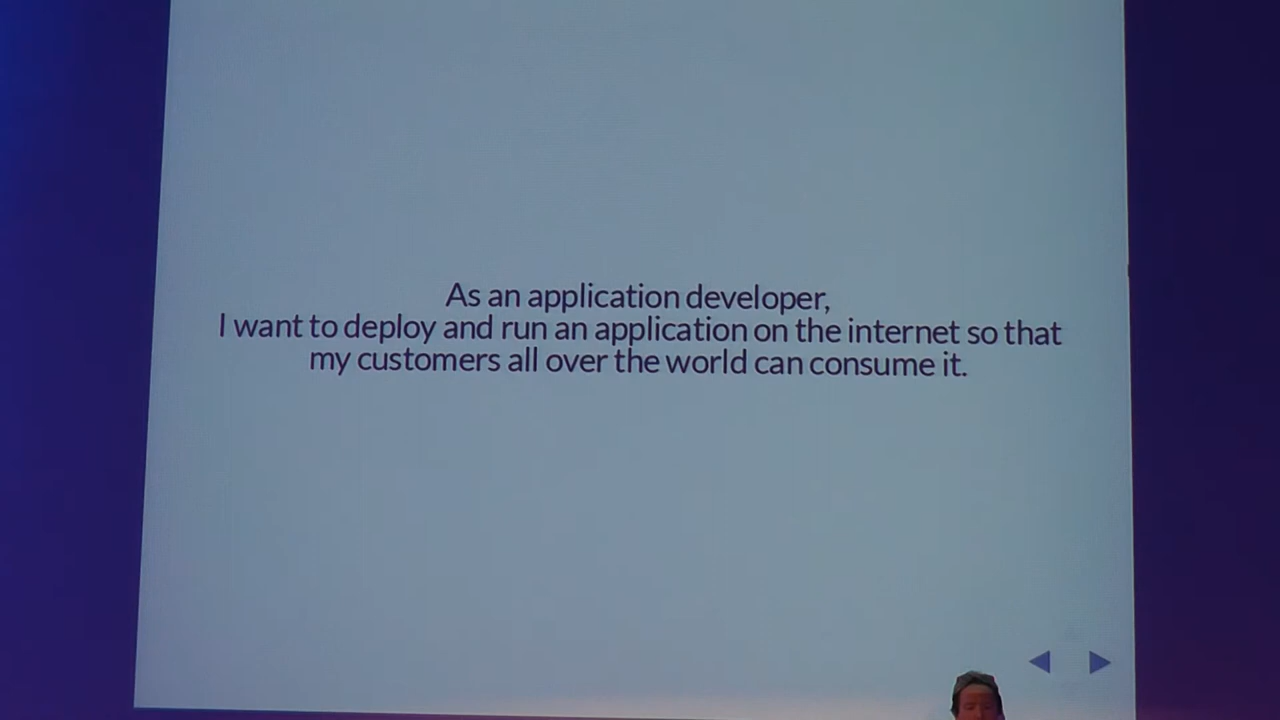 As an application developer,
I want to deploy and run an application on the internet so that
my customers all over the world can consume it.